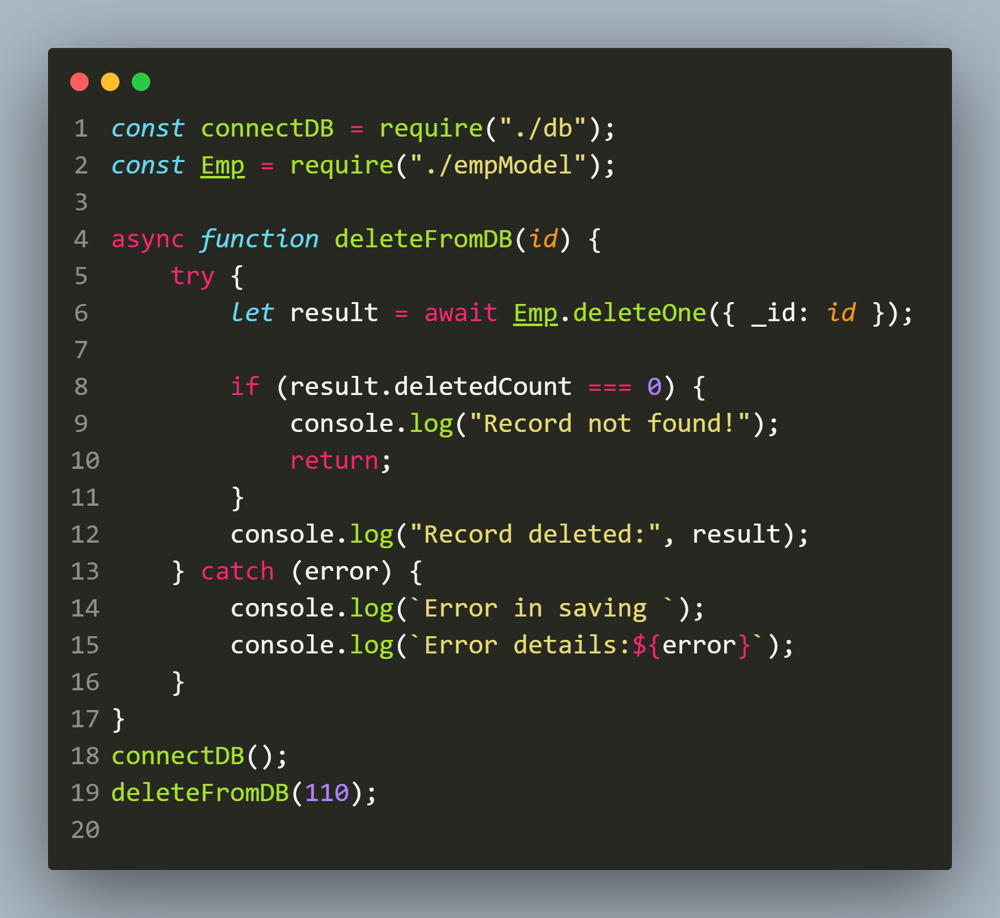 1 const connectDB = require("./db");
2 const Emp = require("./empModel");
3
4 async function deleteFromDB(id) {
5     try {
6         let result = await Emp.deleteOne({ _id: id });
7
8         if (result.deletedCount === 0) {
9             console.log("Record not found!");
10             return;
11         }
12         console.log("Record deleted:", result);
13     } catch (error) {
14         console.log(`Error in saving `);
15         console.log(`Error details:${error}`);
16     }
17 }
18 connectDB();
19 deleteFromDB(110);
20